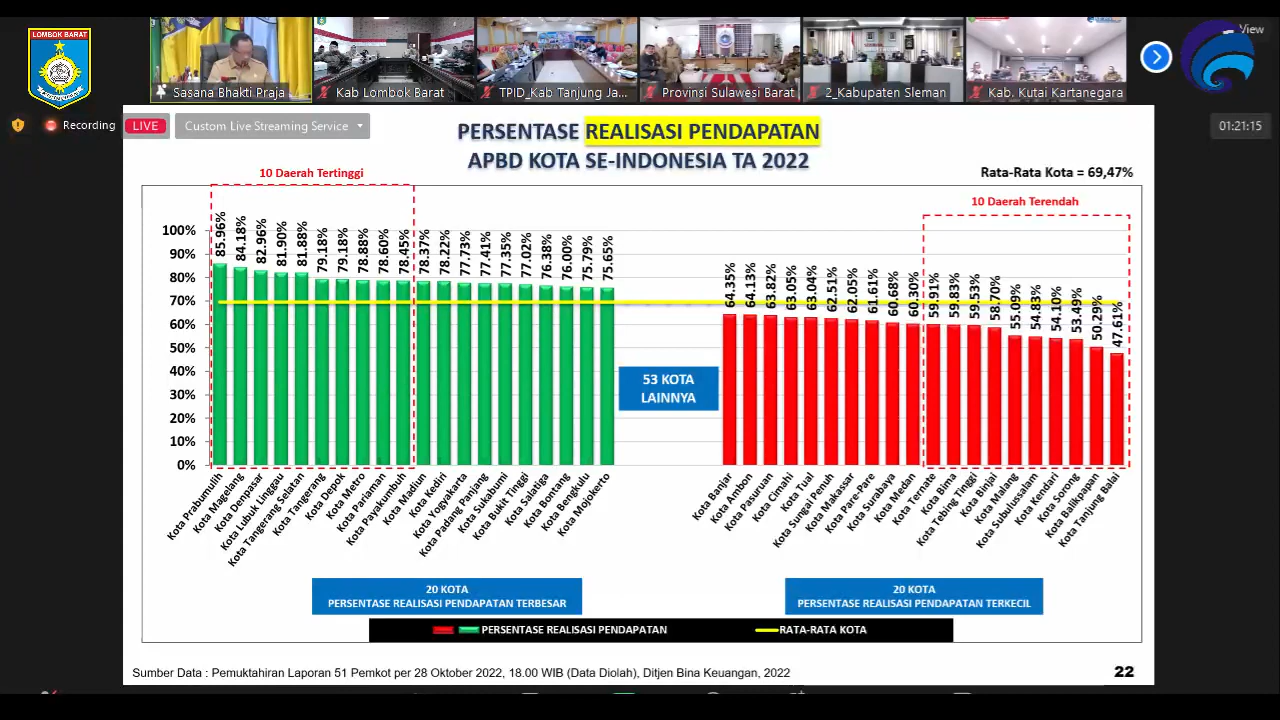 LOMBOK BARAT
Sasana Bhakti Praja
Kab Lombok Barat
TPID_Kab Tanjung Ja...
Provinsi Sulawesi Barat
2_Kabupaten Sleman
Kab. Kutai Kartanegara
View
Recording
LIVE
Custom Live Streaming Service
01:21:15
PERSENTASE REALISASI PENDAPATAN
APBD KOTA SE-INDONESIA TA 2022
Rata-Rata Kota = 69,47%
10 Daerah Tertinggi
10 Daerah Terendah
100%
90%
80%
70%
60%
50%
40%
30%
20%
10%
0%
85.96%
84.18%
82.96%
81.90%
81.88%
79.18%
79.18%
78.88%
78.60%
78.45%
78.37%
78.22%
77.73%
77.41%
77.35%
77.02%
76.38%
76.00%
75.79%
75.65%
64.35%
64.13%
63.82%
63.05%
63.04%
62.51%
62.05%
61.61%
60.68%
60.30%
59.91%
59.83%
59.53%
58.70%
55.09%
54.83%
54.10%
53.49%
50.29%
47.61%
53 KOTA
LAINNYA
Kota Prabumulih
Kota Magelang
Kota Denpasar
Kota Lubuk Linggau
Kota Tangerang Selatan
Kota Tangerang
Kota Depok
Kota Metro
Kota Pariaman
Kota Payakumbuh
Kota Madiun
Kota Kediri
Kota Yogyakarta
Kota Padang Panjang
Kota Sukabumi
Kota Bukit Tinggi
Kota Salatiga
Kota Bontang
Kota Bengkulu
Kota Mojokerto
Kota Banjar
Kota Ambon
Kota Pasuruan
Kota Cimahi
Kota Tual
Kota Sungai Penuh
Kota Makassar
Kota Pare-Pare
Kota Surabaya
Kota Medan
Kota Ternate
Kota Bima
Kota Tebing Tinggi
Kota Binjai
Kota Malang
Kota Subulussalam
Kota Kendari
Kota Sorong
Kota Balikpapan
Kota Tanjung Balai
20 KOTA
PERSENTASE REALISASI PENDAPATAN TERBESAR
20 KOTA
PERSENTASE REALISASI PENDAPATAN TERKECIL
PERSENTASE REALISASI PENDAPATAN
RATA-RATA KOTA
Sumber Data : Pemuktahiran Laporan 51 Pemkot per 28 Oktober 2022, 18.00 WIB (Data Diolah), Ditjen Bina Keuangan, 2022
22